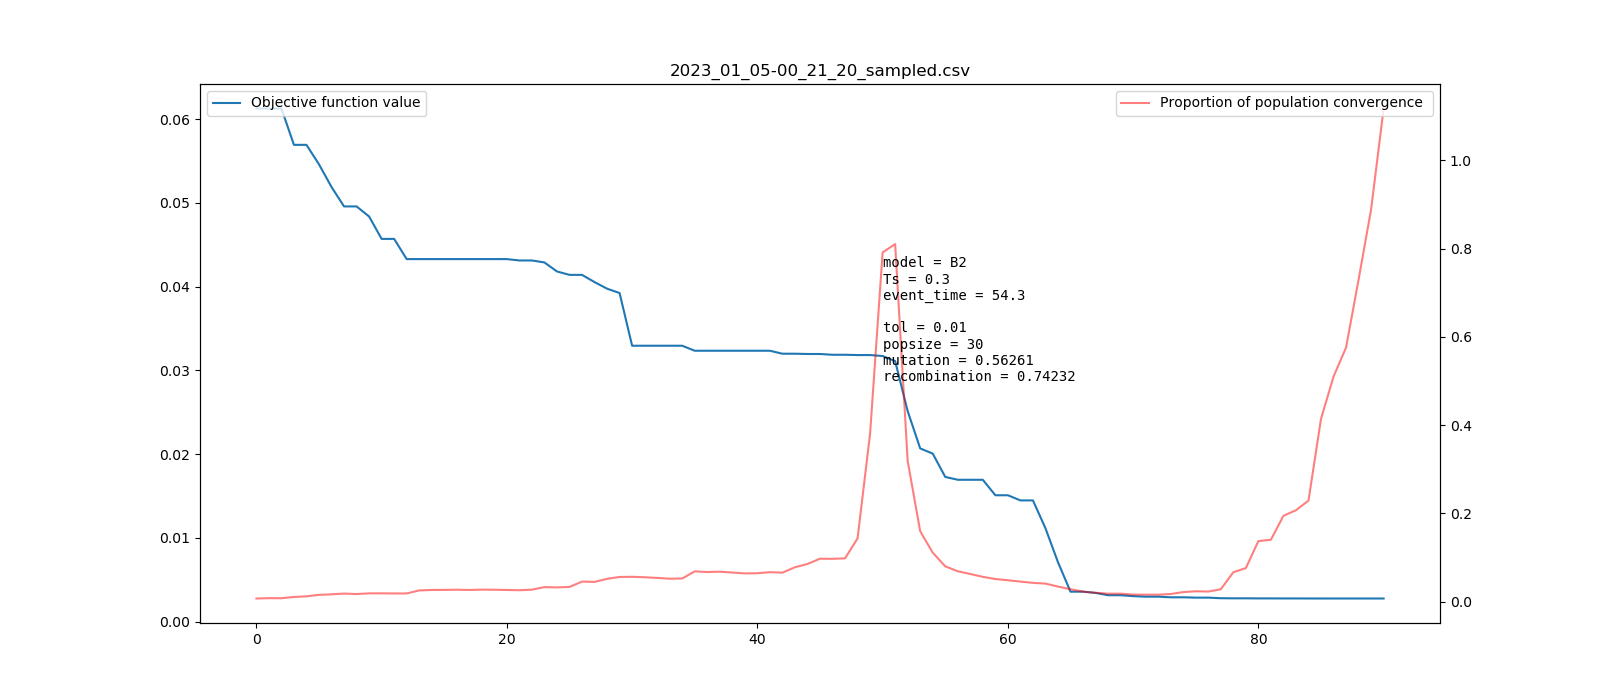 2023_01_05-00_21_20_sampled.csv
Objective function value
Proportion of population convergence
0.06
0.05
0.04
0.03
0.02
0.01
0.00
1.0
0.8
0.6
0.4
0.2
0.0
model = B2
Ts = 0.3
event_time = 54.3
tol = 0.01
popsize = 30
mutation = 0.56261
recombination = 0.74232
0 20 40 60 80